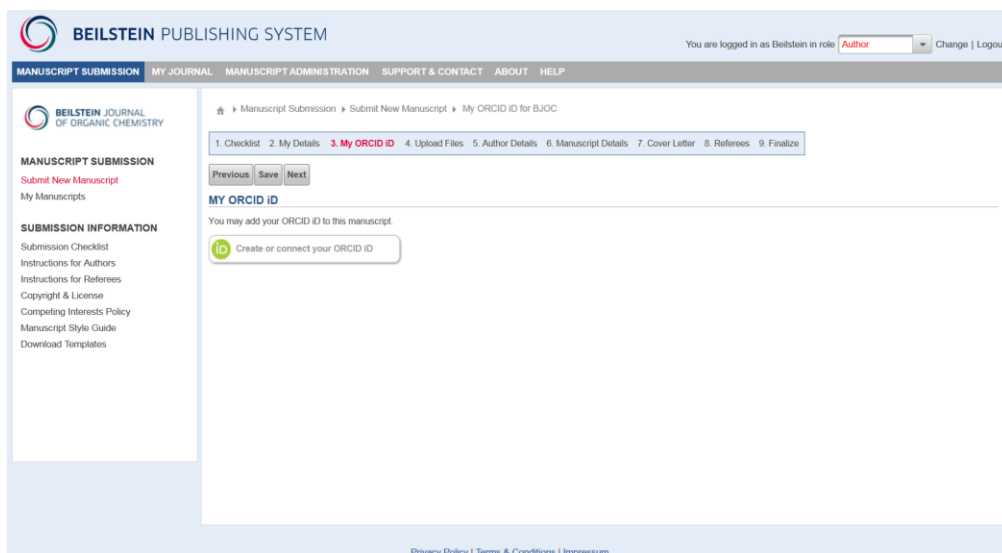 BEILSTEIN PUBLISHING SYSTEM
You are logged in as Beilstein in role Author Change | Logou
MANUSCRIPT SUBMISSION MY JOURNAL MANUSCRIPT ADMINISTRATION SUPPORT & CONTACT ABOUT HELP
BEILSTEIN JOURNAL
OF ORGANIC CHEMISTRY
MANUSCRIPT SUBMISSION
Submit New Manuscript
My Manuscripts
SUBMISSION INFORMATION
Submission Checklist
Instructions for Authors
Instructions for Referees
Copyright & License
Competing Interests Policy
Manuscript Style Guide
Download Templates
Manuscript Submission Submit New Manuscript My ORCID iD for BJOC
1. Checklist 2. My Details 3. My ORCID iD 4. Upload Files 5. Author Details 6. Manuscript Details 7. Cover Letter 8. Referees 9. Finalize
Previous Save Next
MY ORCID iD
You may add your ORCID iD to this manuscript.
iD Create or connect your ORCID iD
Privacy Policy | Terms & Conditions | Impressum